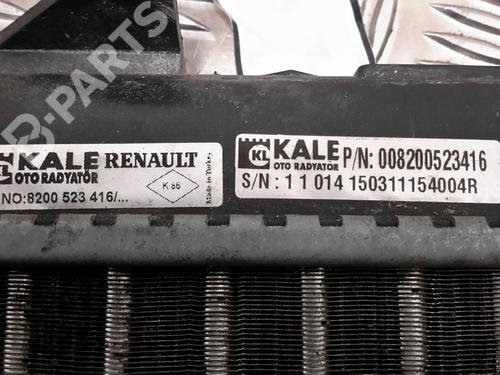 B-PARTS
KALE RENAULT
OTO RADYATÖR
K 86
Made in Turkey
NO:8200 523 416/...
KL KALE P/N: 008200523416
OTO RADYATÖR
S/N : 1 1 014 150311154004R